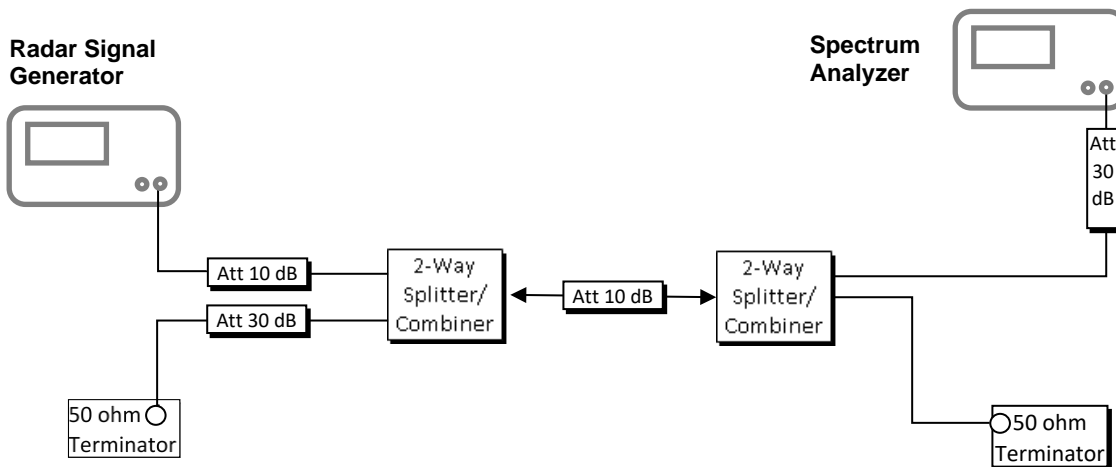 Radar Signal
Generator
Spectrum
Analyzer
Att
30
dB
Att 10 dB
2-Way
Splitter/
Combiner
Att 10 dB
2-Way
Splitter/
Combiner
Att 30 dB
50 ohm
Terminator
50 ohm
Terminator